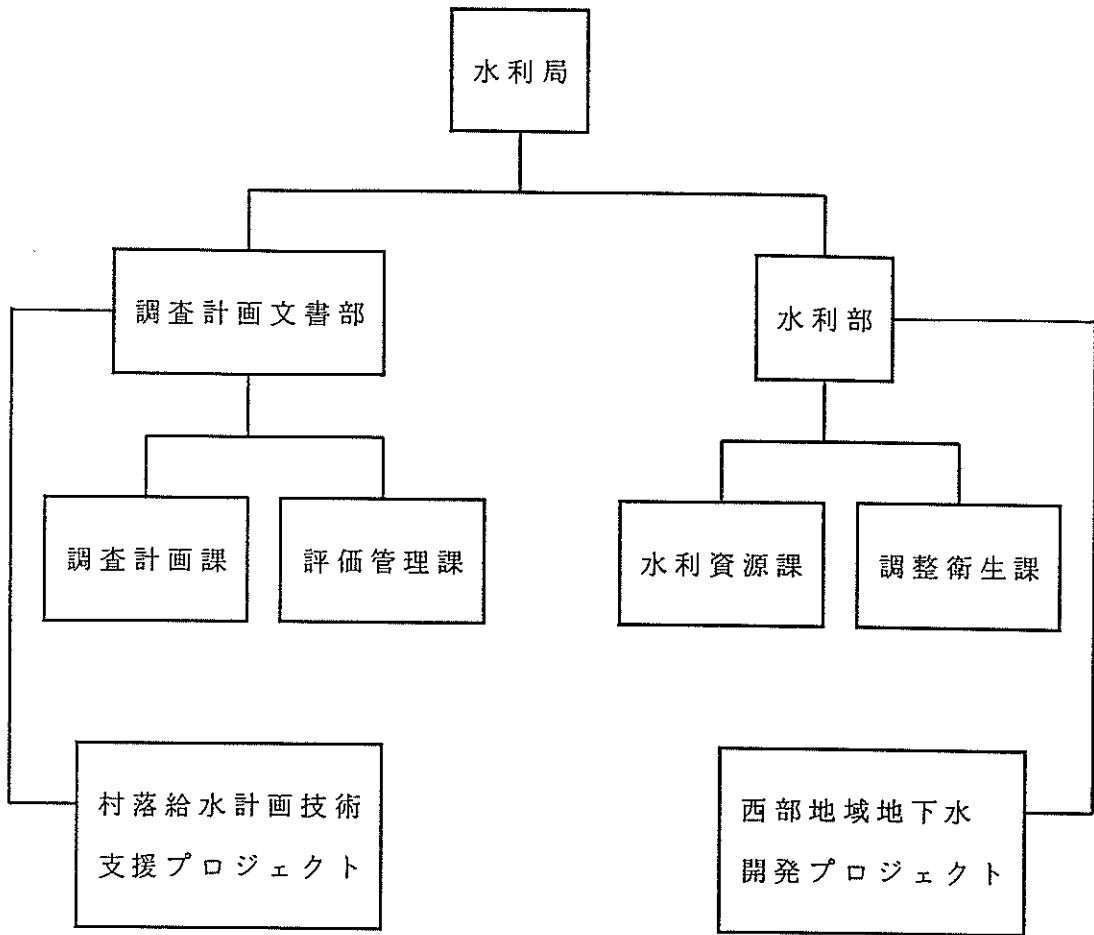 水利局
調査計画文書部
水利部
調査計画課
評価管理課
水利資源課
調整衛生課
村落給水計画技術
支援プロジェクト
西部地域地下水
開発プロジェクト